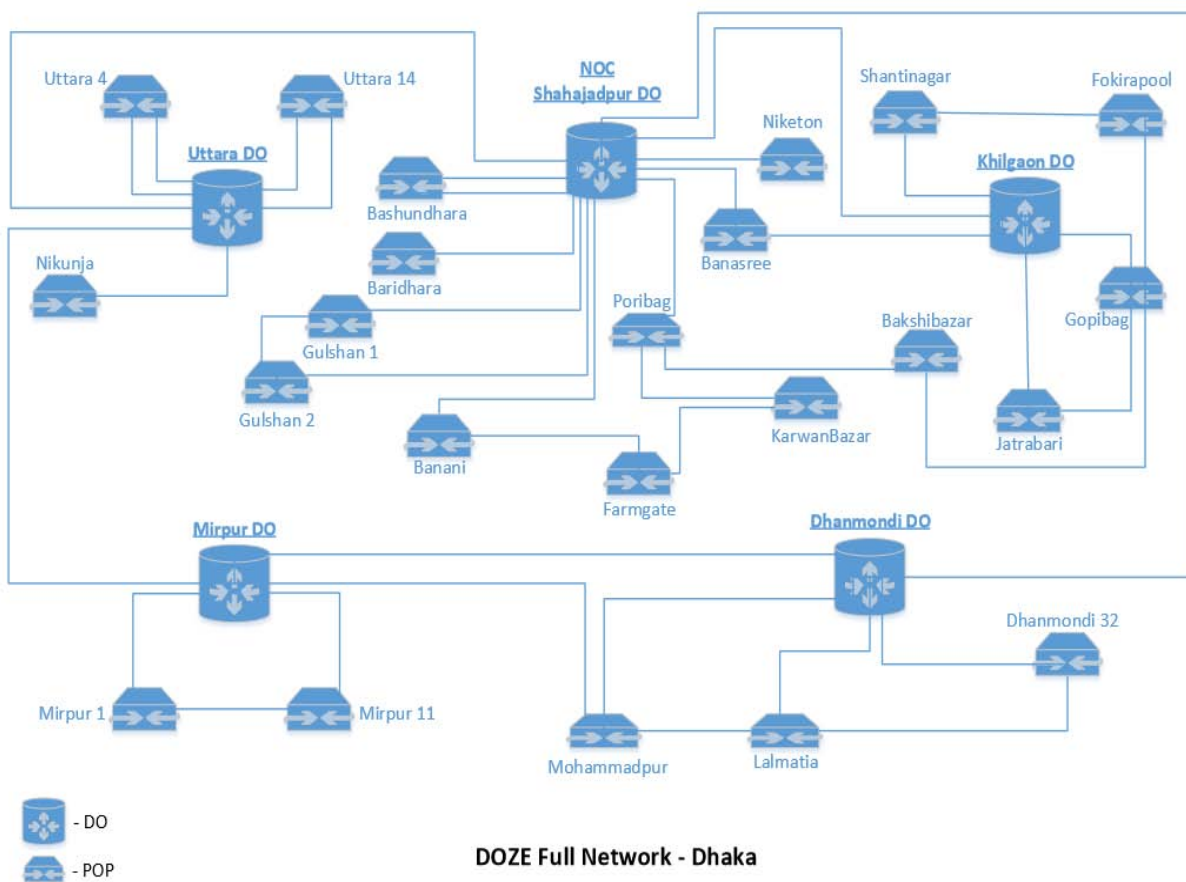 NOC
Shahajadpur DO
Uttara 4
Uttara 14
Shantinagar
Fokirapool
Niketon
Uttara DO
Khilgaon DO
Bashundhara
Banasree
Nikunja
Baridhara
Poribag
Bakshibazar
Gopibag
Gulshan 1
Gulshan 2
KarwanBazar
Jatrabari
Banani
Farmgate
Mirpur DO
Dhanmondi DO
Dhanmondi 32
Mirpur 1
Mirpur 11
Mohammadpur
Lalmatia
- DO
- POP
DOZE Full Network - Dhaka